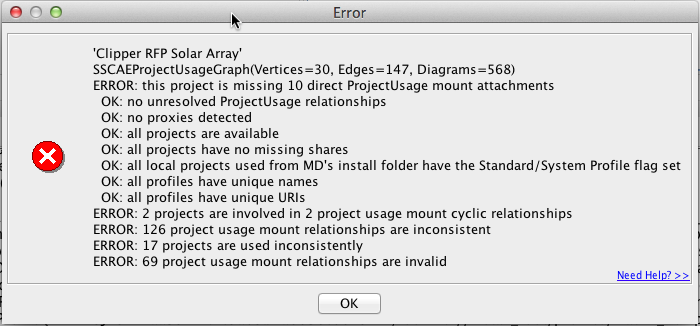 Error
'Clipper RFP Solar Array'
SSCAEProjectUsageGraph(Vertices=30, Edges=147, Diagrams=568)
ERROR: this project is missing 10 direct ProjectUsage mount attachments
OK: no unresolved ProjectUsage relationships
OK: no proxies detected
OK: all projects are available
OK: all projects have no missing shares
OK: all local projects used from MD's install folder have the Standard/System Profile flag set
OK: all profiles have unique names
OK: all profiles have unique URIs
ERROR: 2 projects are involved in 2 project usage mount cyclic relationships
ERROR: 126 project usage mount relationships are inconsistent
ERROR: 17 projects are used inconsistently
ERROR: 69 project usage mount relationships are invalid
Need Help? >>
OK